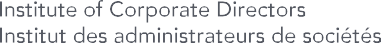 Institute of Corporate Directors
Institut des administrateurs de sociétés